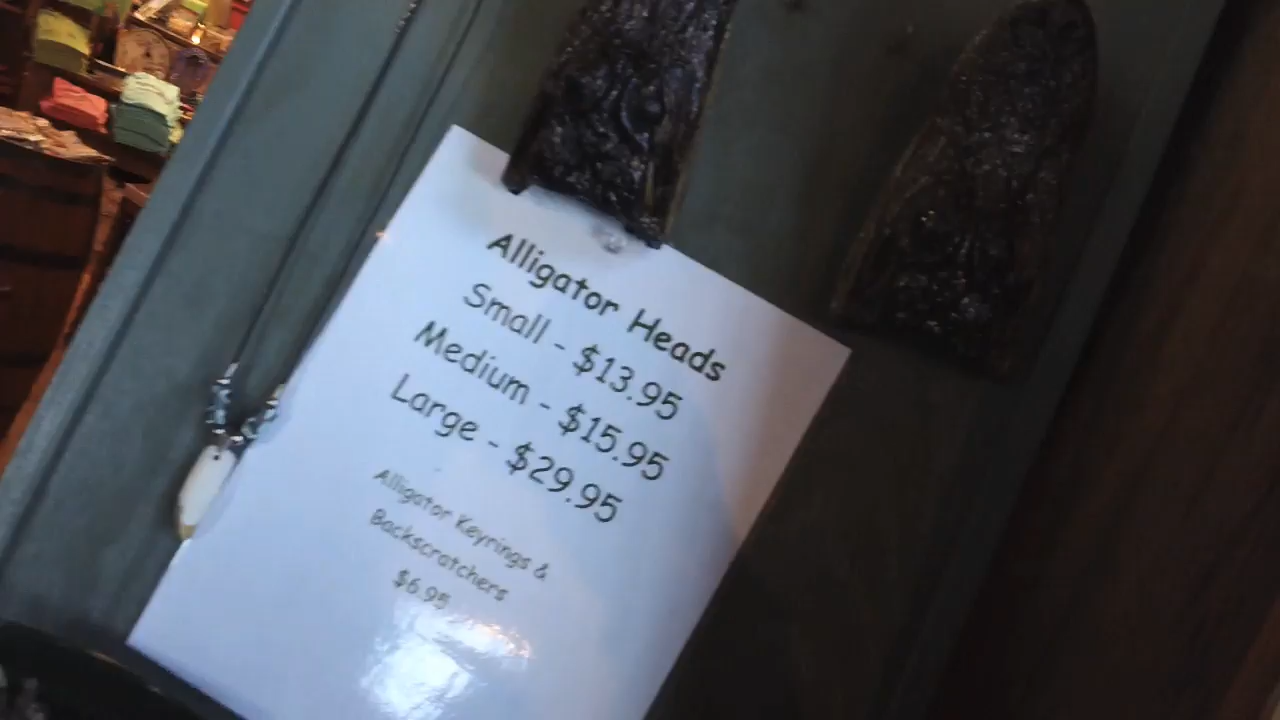 Alligator Heads
Small - $13.95
Medium - $15.95
Large - $29.95
Alligator Keyrings &
Backscratchers
$6.95